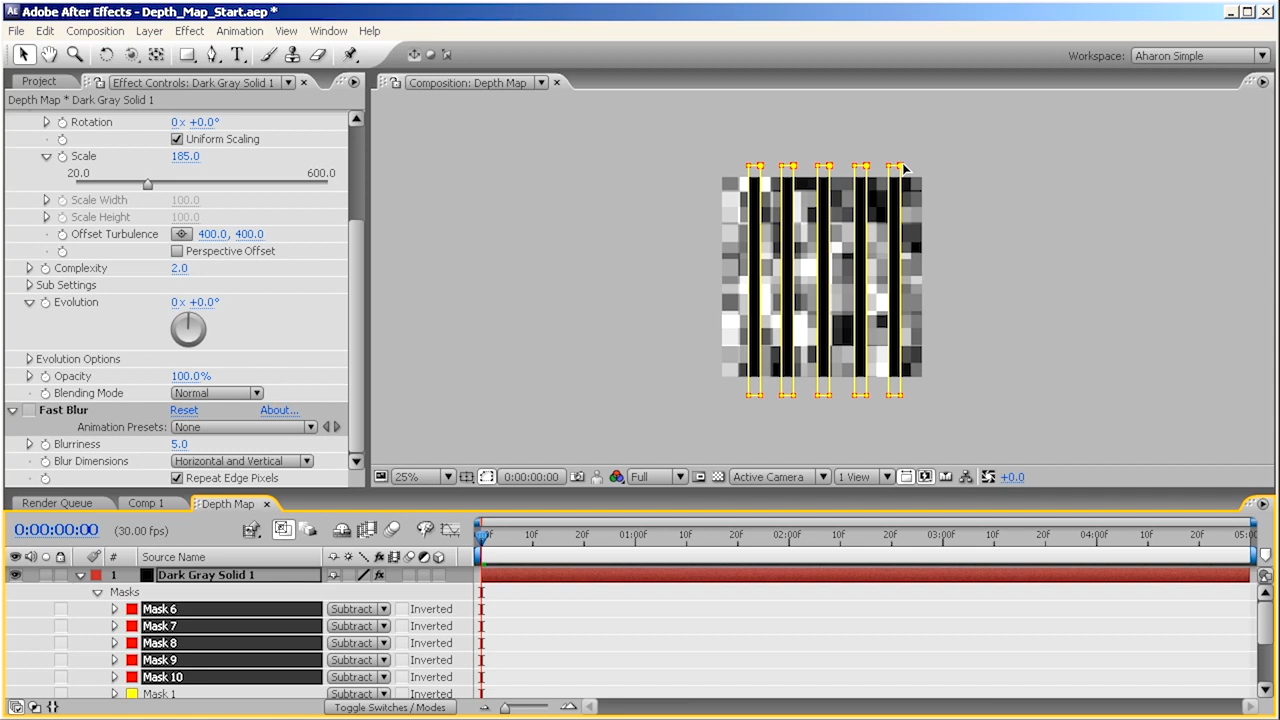 Adobe After Effects - Depth_Map_Start.aep *
File Edit Composition Layer Effect Animation View Window Help
Workspace: Aharon Simple
Project Effect Controls: Dark Gray Solid 1
Composition: Depth Map
Depth Map * Dark Gray Solid 1
Rotation 0 x +0.0°
Uniform Scaling
Scale 185.0
20.0 600.0
Scale Width 100.0
Scale Height 100.0
Offset Turbulence 400.0, 400.0
Perspective Offset
Complexity 2.0
Sub Settings
Evolution 0 x +0.0°
Evolution Options
Opacity 100.0%
Blending Mode Normal
Fast Blur Reset About...
Animation Presets: None
Blurriness 5.0
Blur Dimensions Horizontal and Vertical
Repeat Edge Pixels
25% 0:00:00:00 Full Active Camera 1 View +0.0
Render Queue Comp 1 Depth Map
0:00:00:00 (30.00 fps)
10F 20F 01:00F 10F 20F 02:00F 10F 20F 03:00F 10F 20F 04:00F 10F 20F 05:00
# Source Name
1 Dark Gray Solid 1
Masks
Mask 6 Subtract Inverted
Mask 7 Subtract Inverted
Mask 8 Subtract Inverted
Mask 9 Subtract Inverted
Mask 10 Subtract Inverted
Mask 1 Subtract Inverted
Toggle Switches / Modes